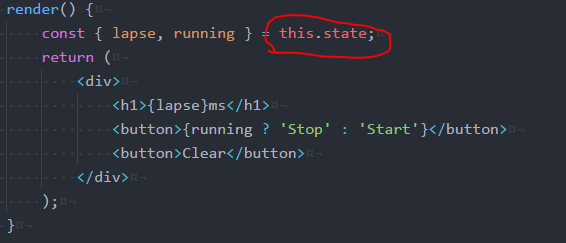 render() {
const { lapse, running } = this.state;
return (
<div>
<h1>{lapse}ms</h1>
<button>{running ? 'Stop' : 'Start'}</button>
<button>Clear</button>
</div>
);
}